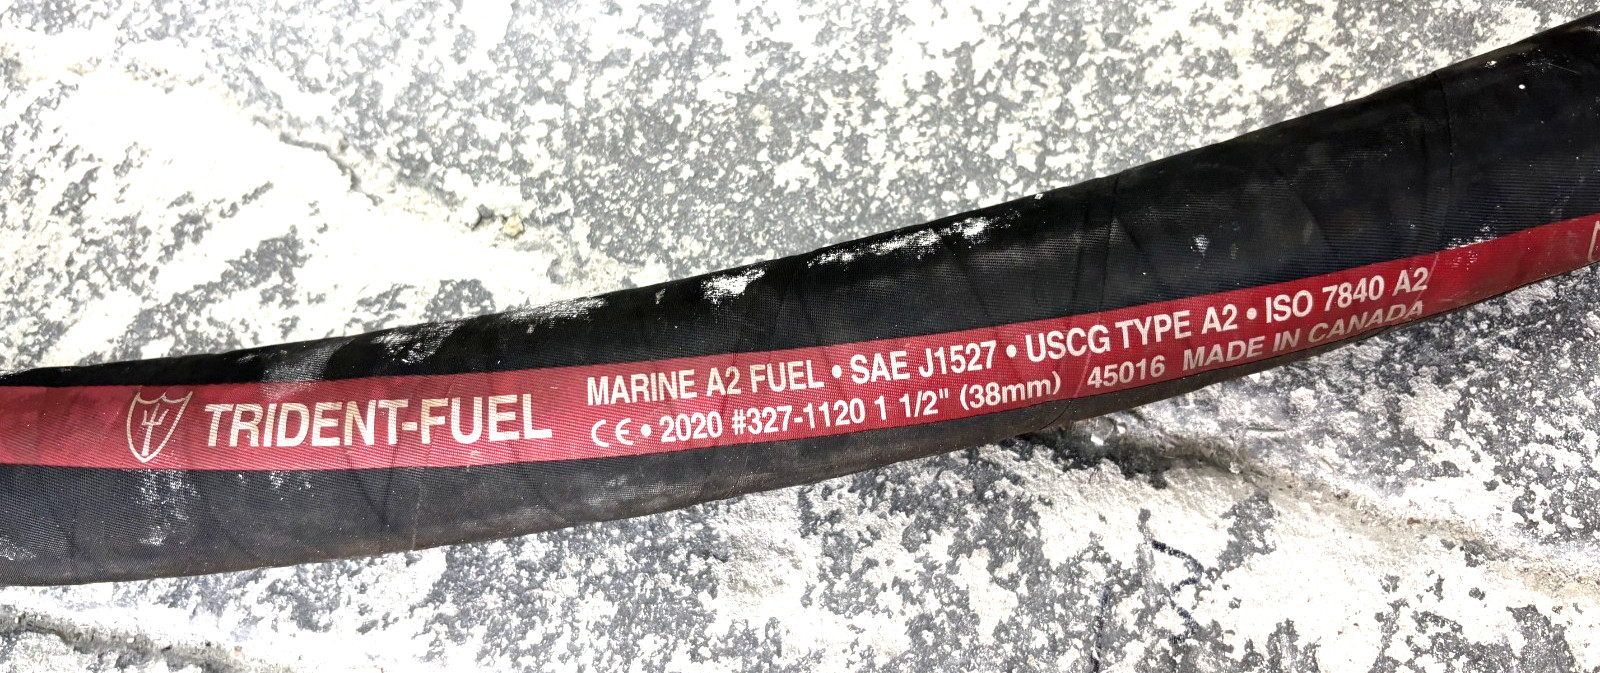 TRIDENT-FUEL
MARINE A2 FUEL • SAE J1527 • USCG TYPE A2 • ISO 7840 A2
CE • 2020 #327-1120 1 1/2" (38mm) 45016 MADE IN CANADA